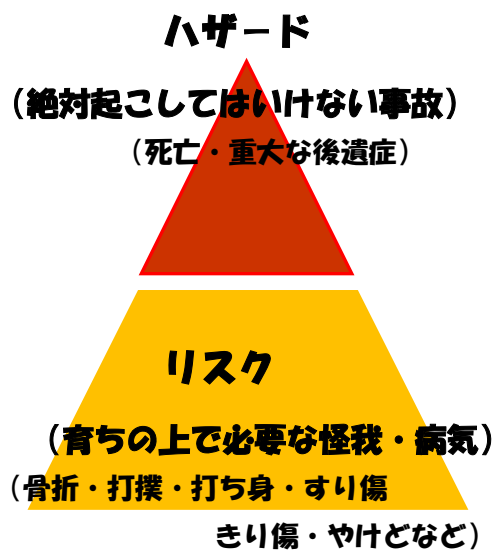 ハザード
（絶対起こしてはいけない事故）
（死亡・重大な後遺症）
リスク
（育ちの上で必要な怪我・病気）
（骨折・打撲・打ち身・すり傷
きり傷・やけどなど）